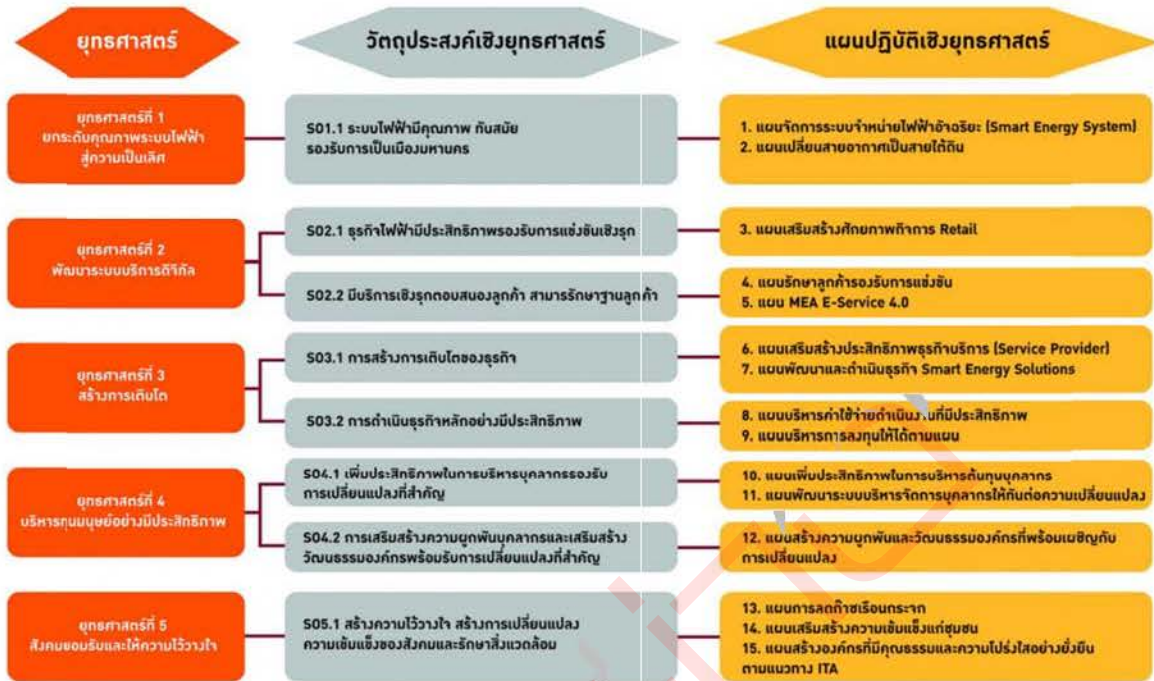 ยุทธศาสตร์
วัตถุประสงค์เชิงยุทธศาสตร์
แผนปฏิบัติเชิงยุทธศาสตร์
ยุทธศาสตร์ที่ 1
ยกระดับคุณภาพระบบไฟฟ้า
สู่ความเป็นเลิศ
SO1.1 ระบบไฟฟ้ามีคุณภาพ ทันสมัย
รองรับการเป็นเมืองมหานคร
1. แผนจัดการระบบจำหน่ายไฟฟ้าอัจฉริยะ (Smart Energy System)
2. แผนเปลี่ยนสายอากาศเป็นสายใต้ดิน
ยุทธศาสตร์ที่ 2
พัฒนาระบบบริการดิจิทัล
SO2.1 ธุรกิจไฟฟ้ามีประสิทธิภาพรองรับการแข่งขันเชิงรุก
3. แผนเสริมสร้างศักยภาพกิจการ Retail
SO2.2 มีบริการเชิงรุกตอบสนองลูกค้า สามารถรักษาฐานลูกค้า
4. แผนรักษาลูกค้ารองรับการแข่งขัน
5. แผน MEA E-Service 4.0
ยุทธศาสตร์ที่ 3
สร้างการเติบโต
SO3.1 การสร้างการเติบโตของธุรกิจ
6. แผนเสริมสร้างประสิทธิภาพธุรกิจบริการ (Service Provider)
7. แผนพัฒนาและดำเนินธุรกิจ Smart Energy Solutions
SO3.2 การดำเนินธุรกิจหลักอย่างมีประสิทธิภาพ
8. แผนบริหารค่าใช้จ่ายดำเนินงานที่มีประสิทธิภาพ
9. แผนบริหารการลงทุนให้ได้ตามแผน
ยุทธศาสตร์ที่ 4
บริหารทุนมนุษย์อย่างมีประสิทธิภาพ
SO4.1 เพิ่มประสิทธิภาพในการบริหารบุคลากรรองรับ
การเปลี่ยนแปลงที่สำคัญ
10. แผนเพิ่มประสิทธิภาพในการบริหารต้นทุนบุคลากร
11. แผนพัฒนาระบบบริหารจัดการบุคลากรให้ทันต่อความเปลี่ยนแปลง
SO4.2 การเสริมสร้างความผูกพันบุคลากรและเสริมสร้าง
วัฒนธรรมองค์กรพร้อมรับการเปลี่ยนแปลงที่สำคัญ
12. แผนสร้างความผูกพันและวัฒนธรรมองค์กรที่พร้อมเผชิญกับ
การเปลี่ยนแปลง
ยุทธศาสตร์ที่ 5
สังคมยอมรับและให้ความไว้วางใจ
SO5.1 สร้างความไว้วางใจ สร้างการเปลี่ยนแปลง
ความเข้มแข็งของสังคมและรักษาสิ่งแวดล้อม
13. แผนการลดก๊าซเรือนกระจก
14. แผนเสริมสร้างความเข้มแข็งแก่ชุมชน
15. แผนสร้างองค์กรที่มีคุณธรรมและความโปร่งใสอย่างยั่งยืน
ตามแนวทาง ITA